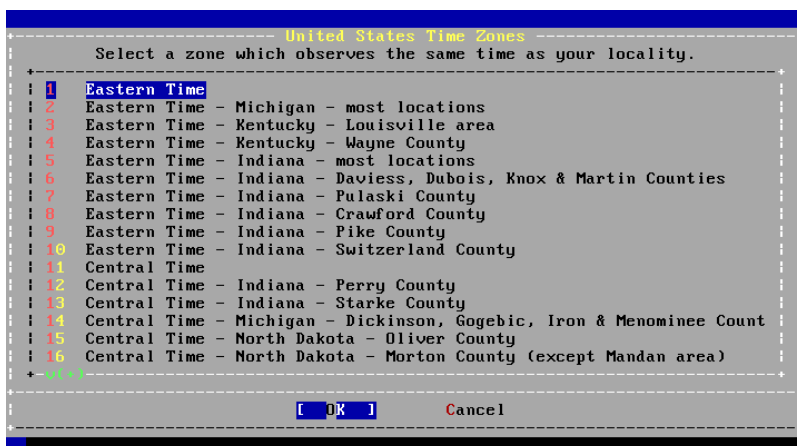 United States Time Zones
Select a zone which observes the same time as your locality.
1 Eastern Time
2 Eastern Time - Michigan - most locations
3 Eastern Time - Kentucky - Louisville area
4 Eastern Time - Kentucky - Wayne County
5 Eastern Time - Indiana - most locations
6 Eastern Time - Indiana - Daviess, Dubois, Knox & Martin Counties
7 Eastern Time - Indiana - Pulaski County
8 Eastern Time - Indiana - Crawford County
9 Eastern Time - Indiana - Pike County
10 Eastern Time - Indiana - Switzerland County
11 Central Time
12 Central Time - Indiana - Perry County
13 Central Time - Indiana - Starke County
14 Central Time - Michigan - Dickinson, Gogebic, Iron & Menominee Count
15 Central Time - North Dakota - Oliver County
16 Central Time - North Dakota - Morton County (except Mandan area)
v(+)
[ OK ] Cancel